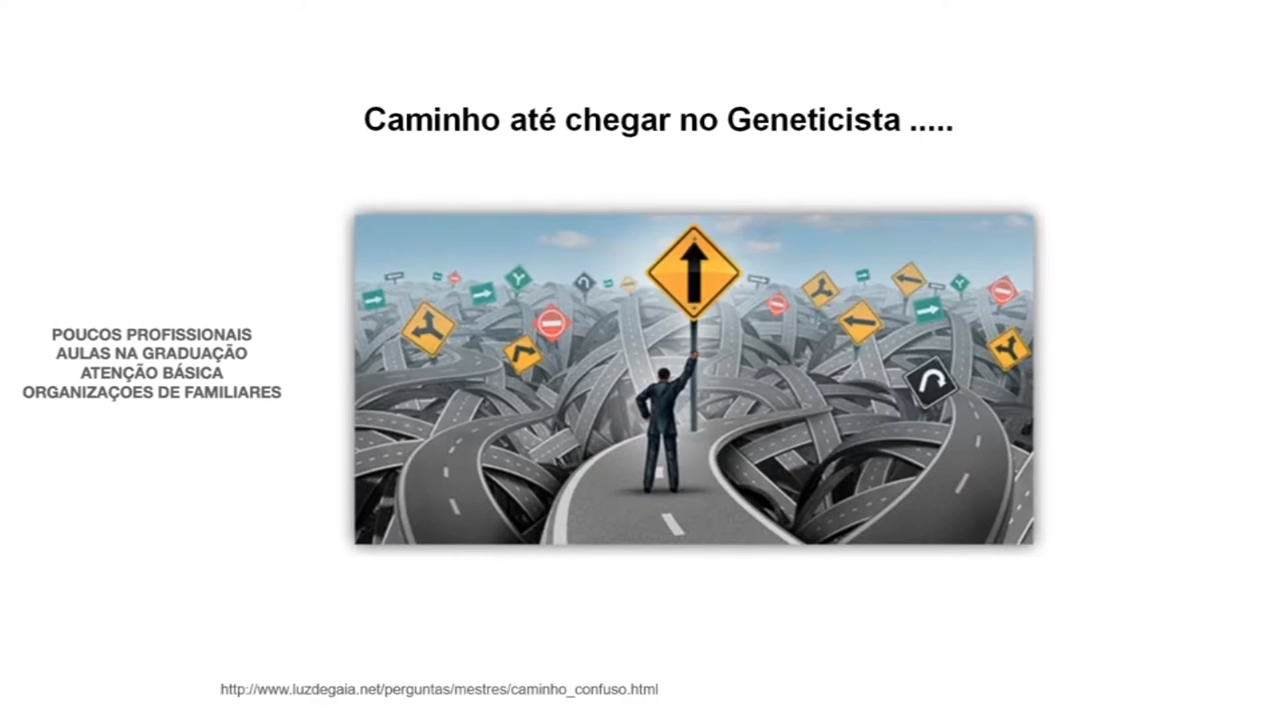 Caminho até chegar no Geneticista .....
POUCOS PROFISSIONAIS
AULAS NA GRADUAÇÃO
ATENÇÃO BÁSICA
ORGANIZAÇOES DE FAMILIARES
http://www.luzdegaia.net/perguntas/mestres/caminho_confuso.html